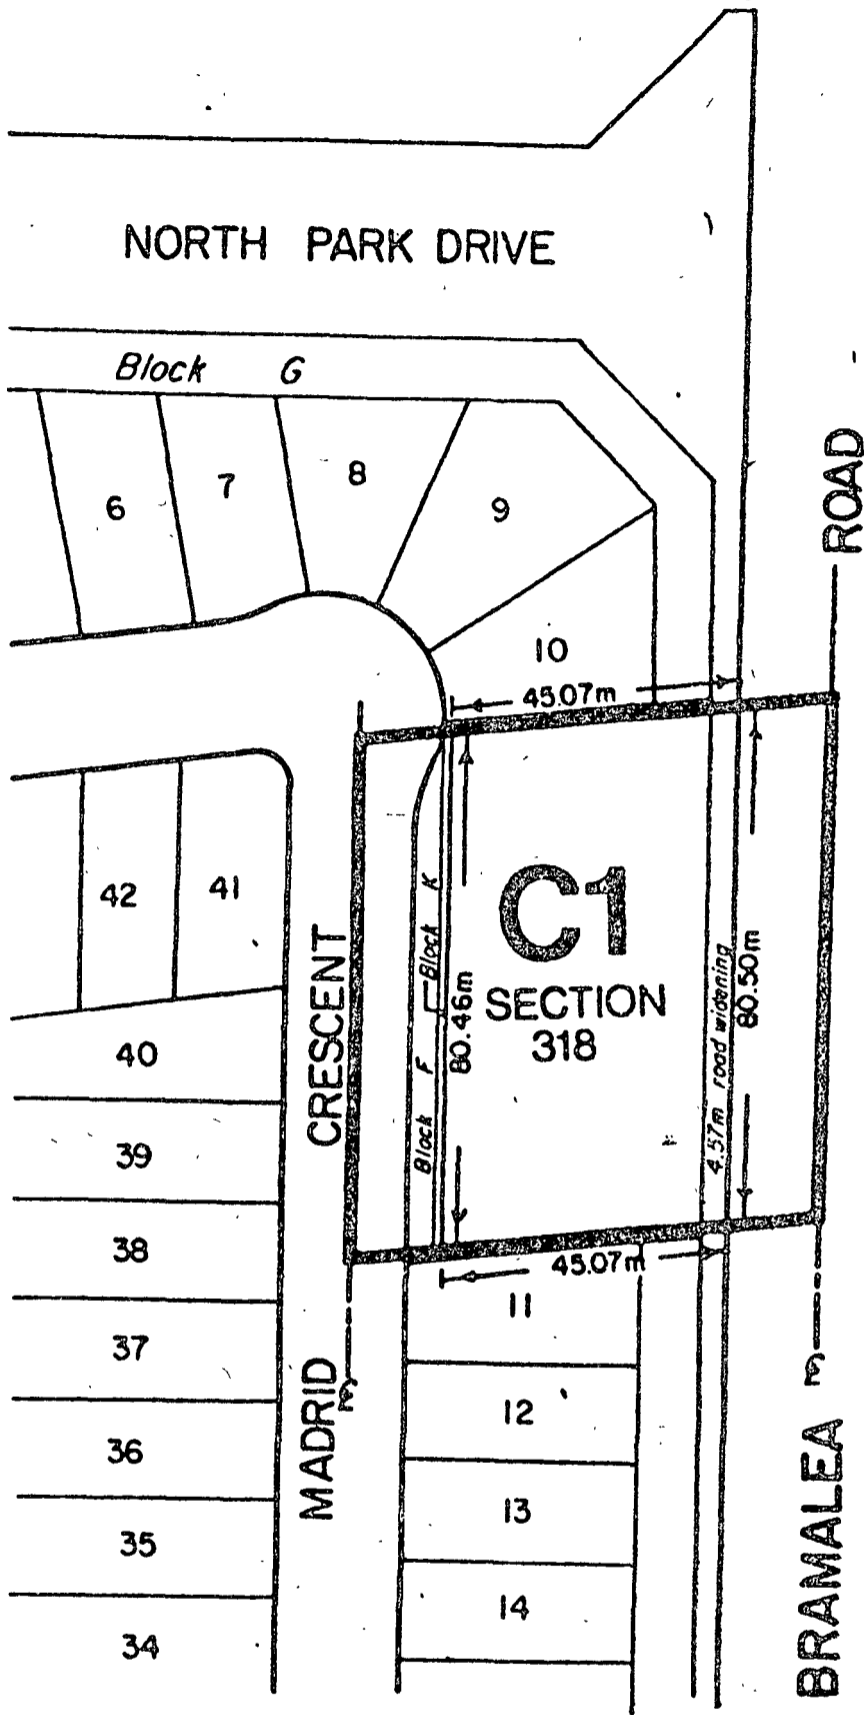 NORTH PARK DRIVE
Block G
6
7
8
9
10
45.07m
ROAD
42
41
CRESCENT
Block K
Block F
80.46m
C1
SECTION
318
4.57m road widening
80.50m
40
39
38
37
36
35
34
MADRID
45.07m
11
12
13
14
BRAMALEA